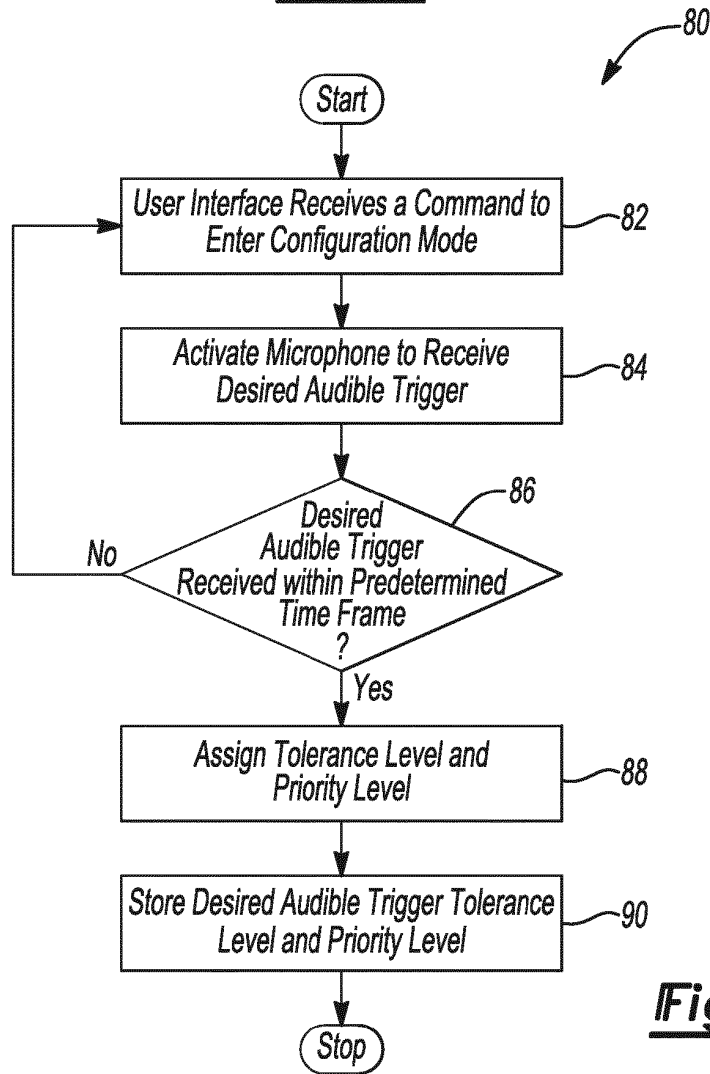 80
Start
User Interface Receives a Command to
Enter Configuration Mode
82
Activate Microphone to Receive
Desired Audible Trigger
84
86
Desired
Audible Trigger
Received within Predetermined
Time Frame
?
No
Yes
Assign Tolerance Level and
Priority Level
88
Store Desired Audible Trigger Tolerance
Level and Priority Level
90
Stop